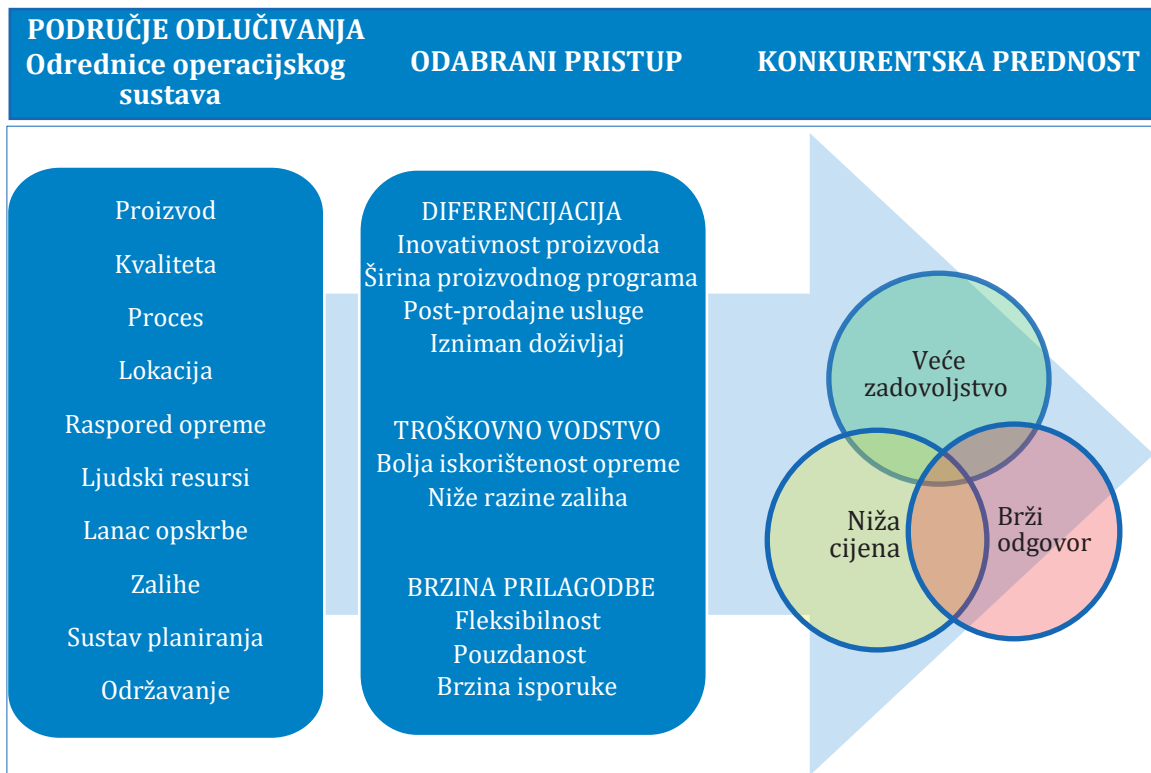 PODRUČJE ODLUČIVANJA
Odrednice operacijskog
sustava
ODABRANI PRISTUP
KONKURENTSKA PREDNOST
Proizvod
Kvaliteta
Proces
Lokacija
Raspored opreme
Ljudski resursi
Lanac opskrbe
Zalihe
Sustav planiranja
Održavanje
DIFERENCIJACIJA
Inovativnost proizvoda
Širina proizvodnog programa
Post-prodajne usluge
Izniman doživljaj
TROŠKOVNO VODSTVO
Bolja iskorištenost opreme
Niže razine zaliha
BRZINA PRILAGODBE
Fleksibilnost
Pouzdanost
Brzina isporuke
Veće
zadovoljstvo
Niža
cijena
Brži
odgovor